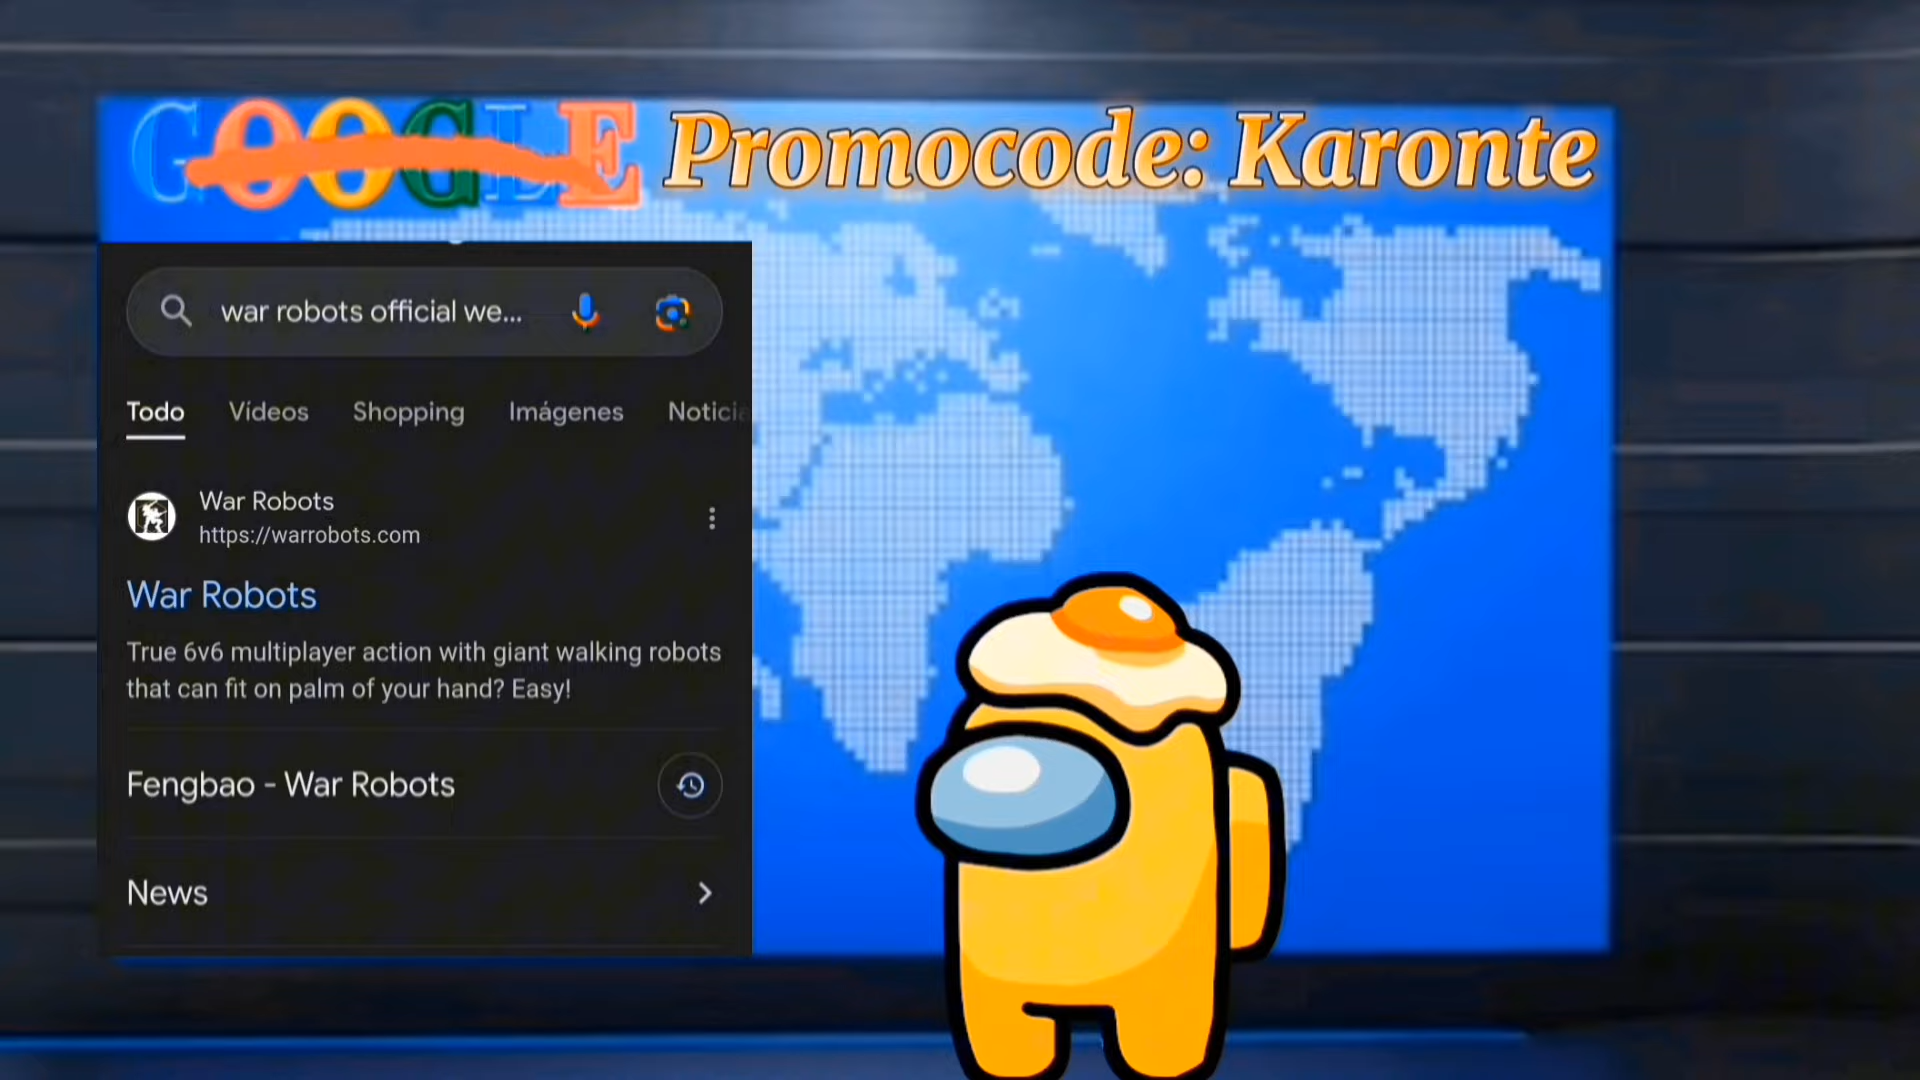 GOOGLE Promocode: Karonte
war robots official we...
Todo Vídeos Shopping Imágenes Notici
War Robots
https://warrobots.com
War Robots
True 6v6 multiplayer action with giant walking robots
that can fit on palm of your hand? Easy!
Fengbao - War Robots
News